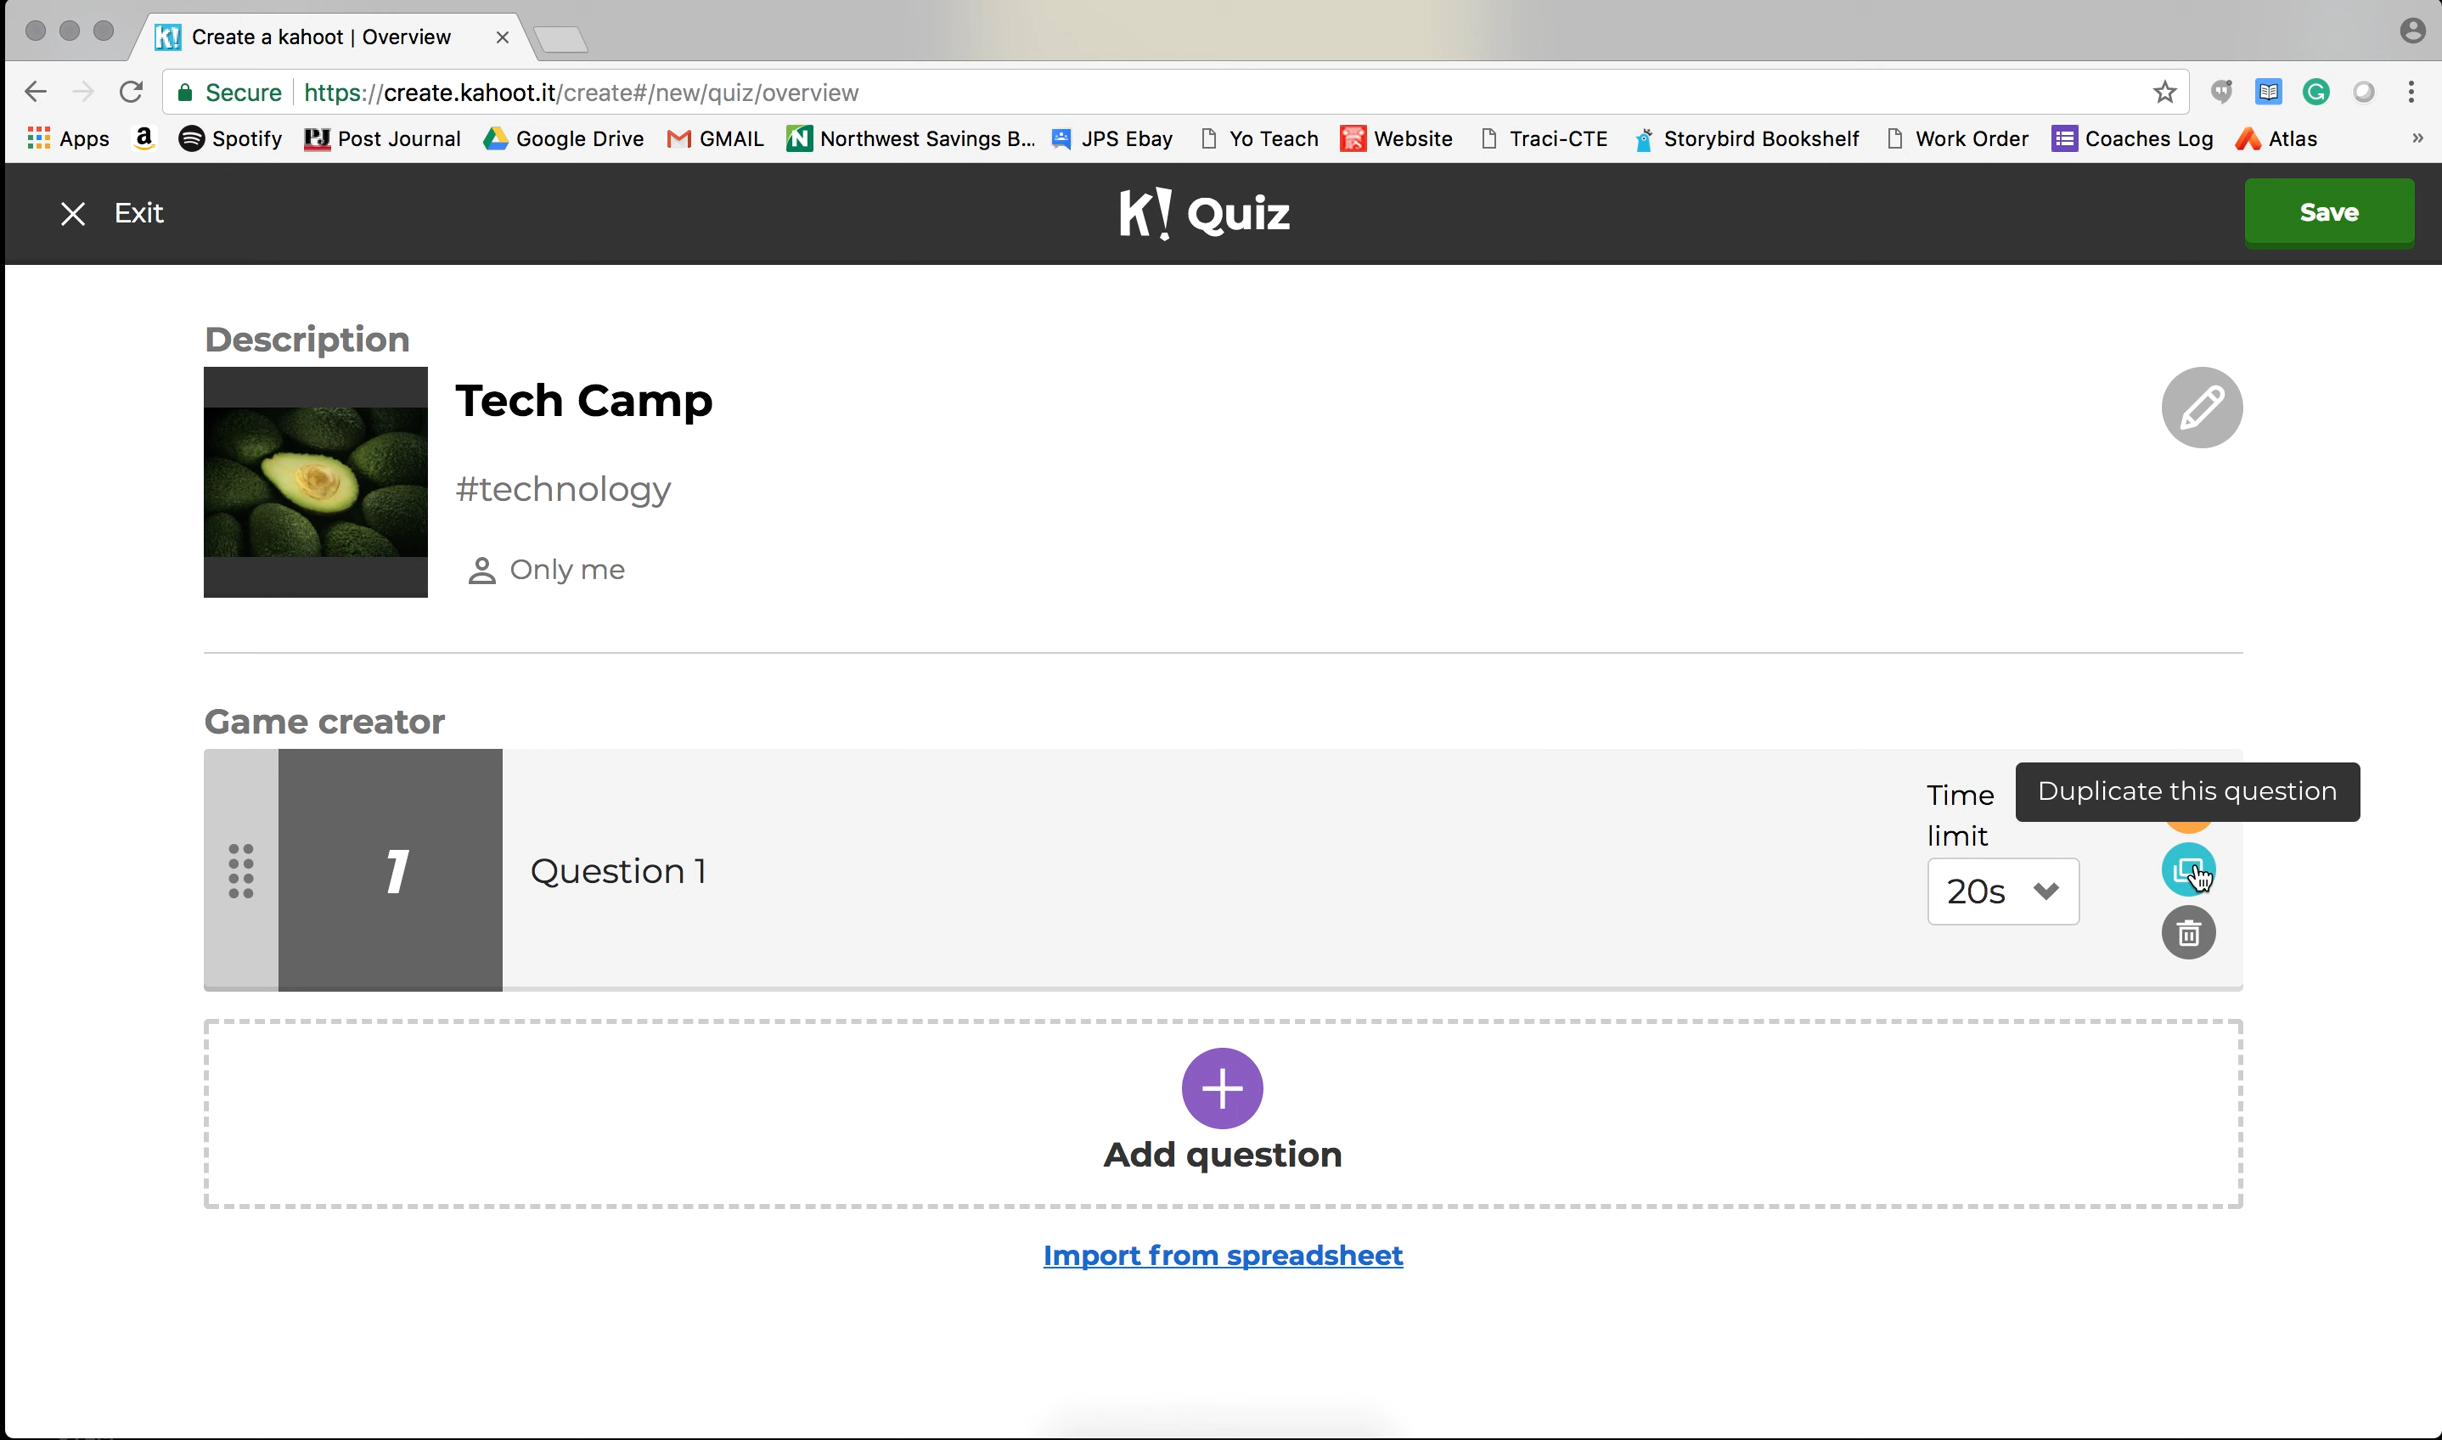 Create a kahoot | Overview
Secure https://create.kahoot.it/create#/new/quiz/overview
Apps Spotify Post Journal Google Drive GMAIL Northwest Savings B... JPS Ebay Yo Teach Website Traci-CTE Storybird Bookshelf Work Order Coaches Log Atlas »
Exit
K! Quiz
Save
Description
Tech Camp
#technology
Only me
Game creator
1
Question 1
Time
limit
20s
Duplicate this question
Add question
Import from spreadsheet